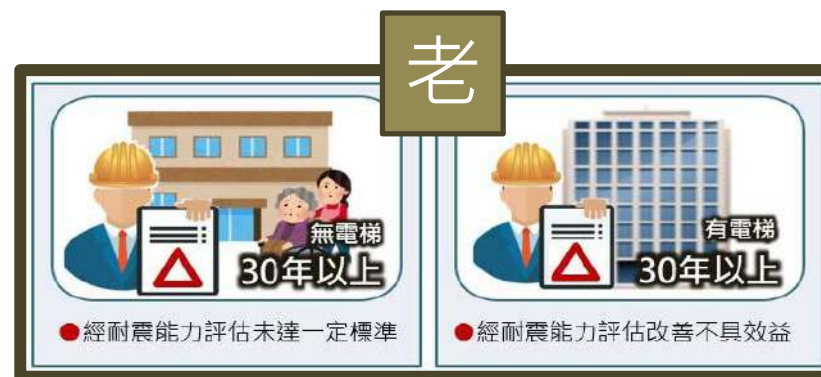 老
無電梯
30年以上
●經耐震能力評估未達一定標準
有電梯
30年以上
●經耐震能力評估改善不具效益